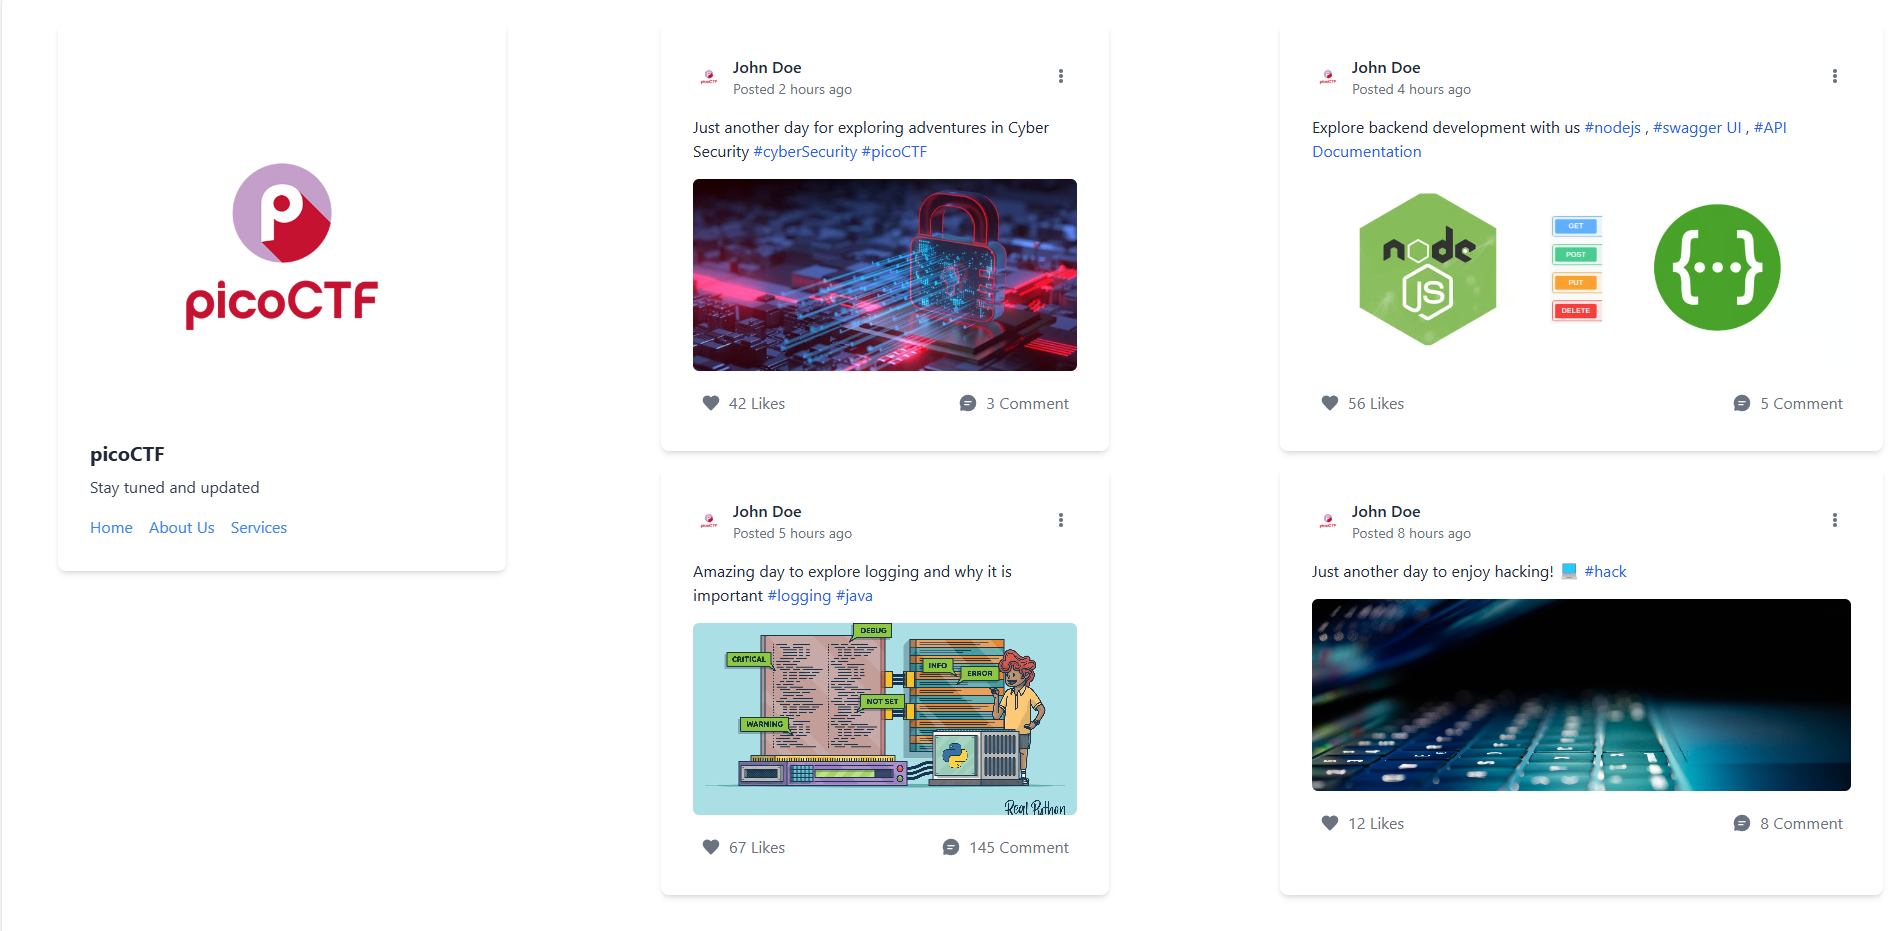 picoCTF
picoCTF
Stay tuned and updated
Home About Us Services
John Doe
Posted 2 hours ago
Just another day for exploring adventures in Cyber
Security #cyberSecurity #picoCTF
42 Likes
3 Comment
John Doe
Posted 4 hours ago
Explore backend development with us #nodejs , #swagger UI , #API
Documentation
node
JS
GET
POST
PUT
DELETE
{...}
56 Likes
5 Comment
John Doe
Posted 5 hours ago
Amazing day to explore logging and why it is
important #logging #java
DEBUG
CRITICAL
INFO
ERROR
NOT SET
WARNING
Real Python
67 Likes
145 Comment
John Doe
Posted 8 hours ago
Just another day to enjoy hacking! 💻 #hack
12 Likes
8 Comment